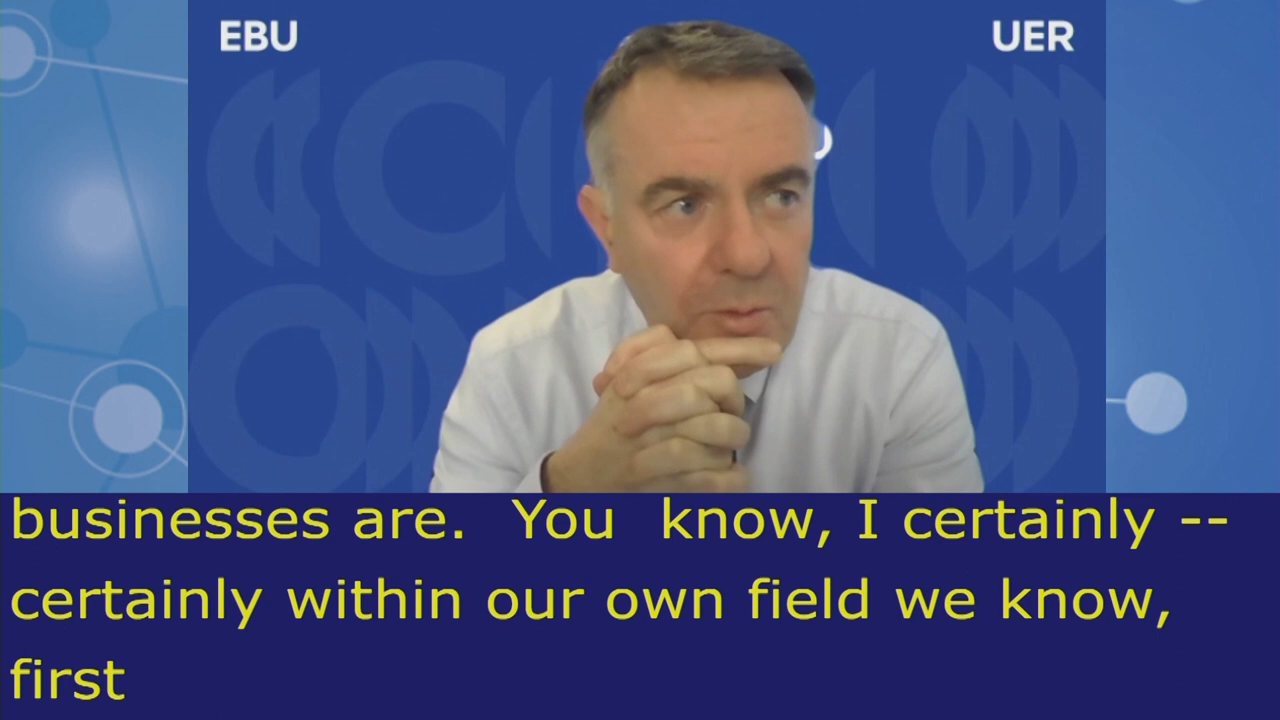 EBU UER
businesses are.  You  know, I certainly --
certainly within our own field we know,
first